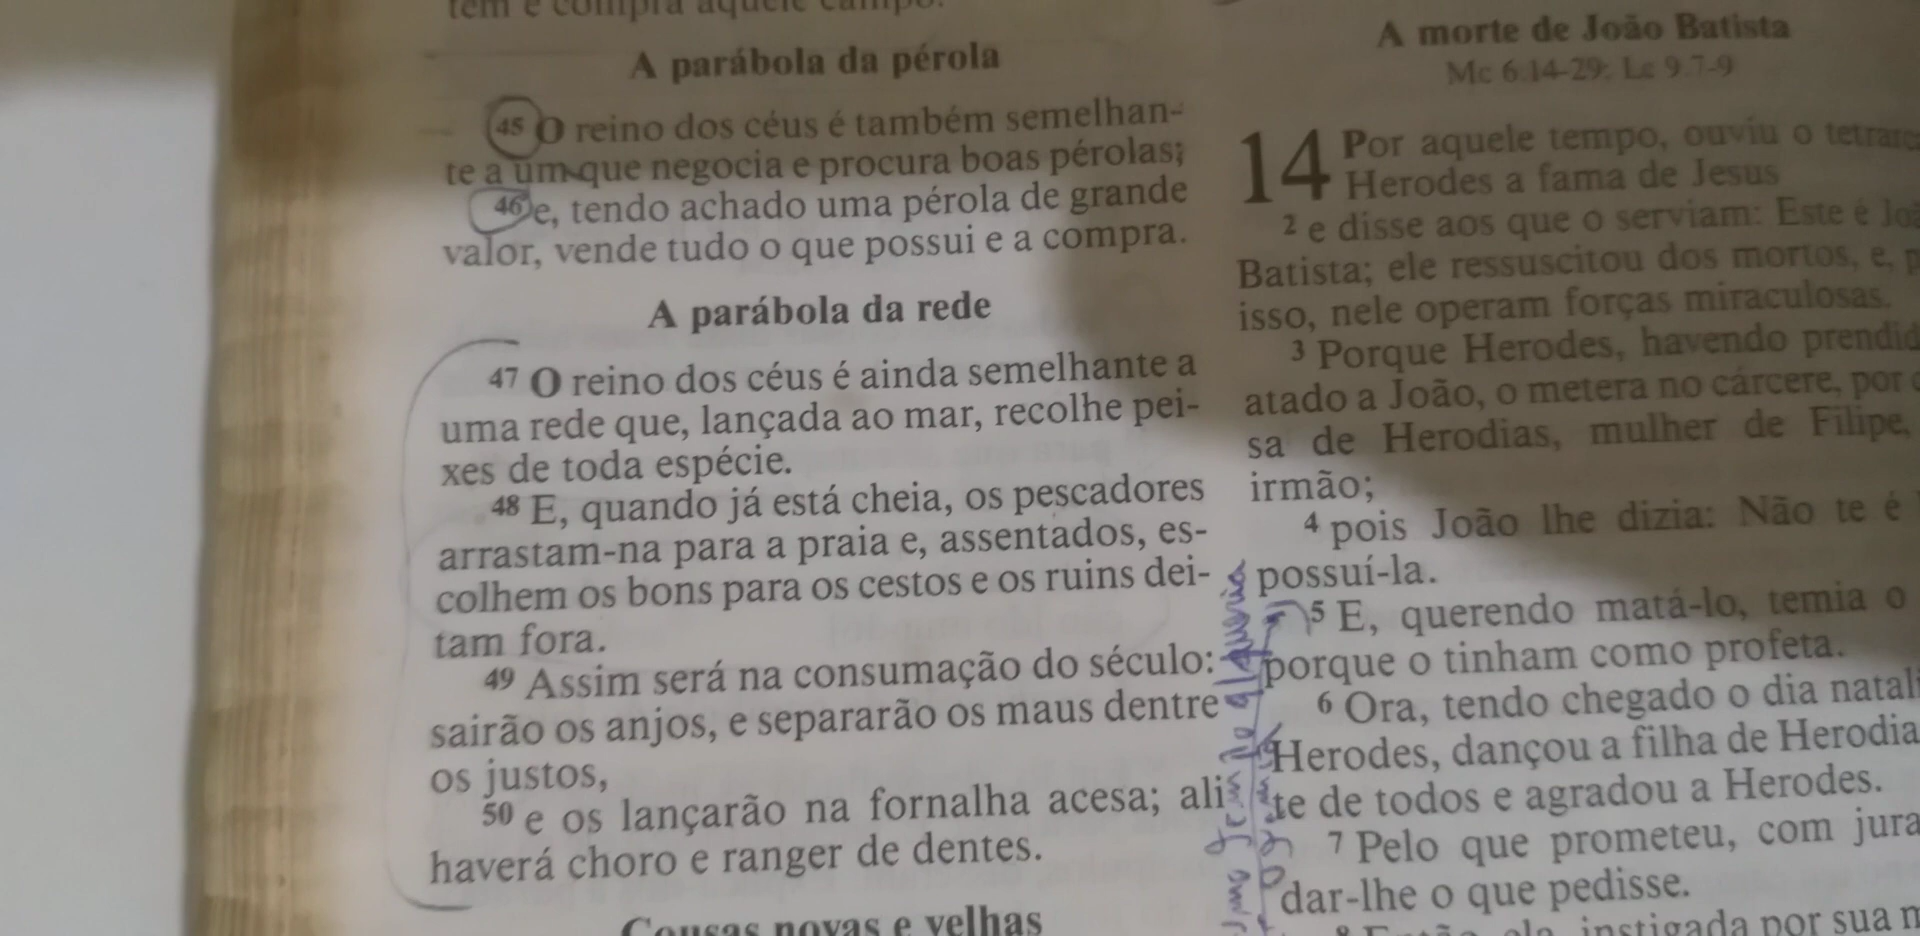 A parábola da pérola
45 O reino dos céus é também semelhan-
te a um que negocia e procura boas pérolas;
46 e, tendo achado uma pérola de grande
valor, vende tudo o que possui e a compra.
A parábola da rede
47 O reino dos céus é ainda semelhante a
uma rede que, lançada ao mar, recolhe pei-
xes de toda espécie.
48 E, quando já está cheia, os pescadores
arrastam-na para a praia e, assentados, es-
colhem os bons para os cestos e os ruins dei-
tam fora.
49 Assim será na consumação do século:
sairão os anjos, e separarão os maus dentre
os justos,
50 e os lançarão na fornalha acesa; ali
haverá choro e ranger de dentes.
Cousas novas e velhas
A morte de João Batista
Mc 6.14-29; Lc 9.7-9
14 Por aquele tempo, ouviu o
Herodes a fama de Jesus
2 e disse aos que o serviam: Este é
Batista; ele ressuscitou dos mortos, e,
isso, nele operam forças miraculosas.
3 Porque Herodes, havendo
atado a João, o metera no cárcere, por
sa de Herodias, mulher de Filipe,
irmão;
4 pois João lhe dizia: Não te é
possuí-la.
5 E, querendo matá-lo, temia o
porque o tinham como profeta.
6 Ora, tendo chegado o dia
Herodes, dançou a filha de
te de todos e agradou a Herodes.
7 Pelo que prometeu, com
dar-lhe o que pedisse.
instigada por sua